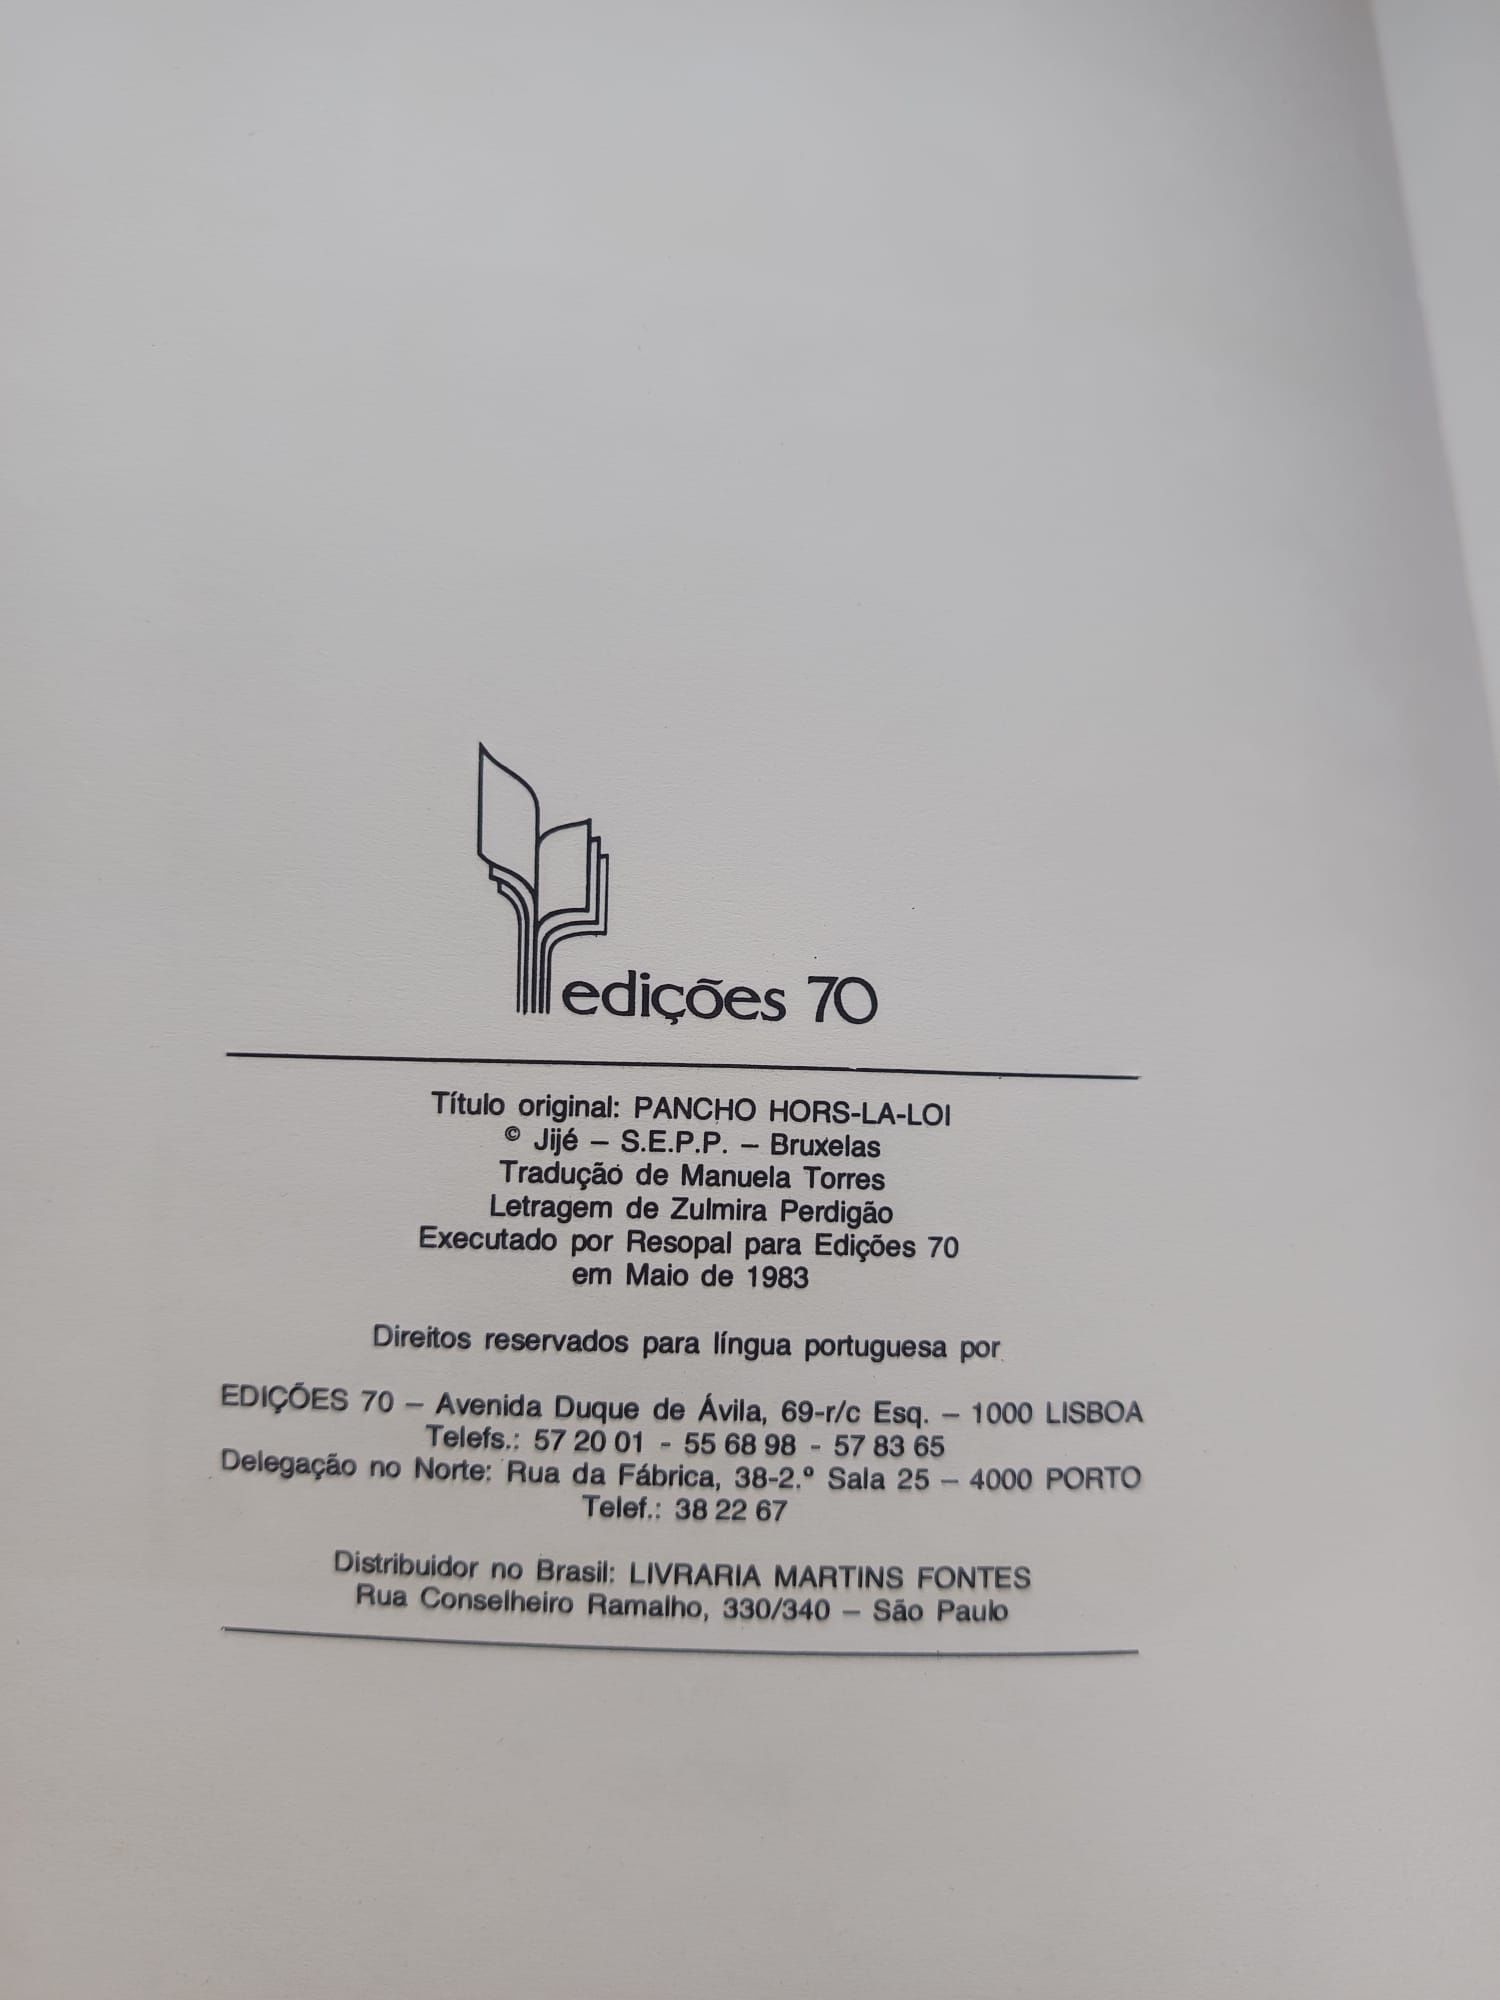 edições 70
Título original: PANCHO HORS-LA-LOI
© Jijé – S.E.P.P. – Bruxelas
Tradução de Manuela Torres
Letragem de Zulmira Perdigão
Executado por Resopal para Edições 70
em Maio de 1983
Direitos reservados para língua portuguesa por
EDIÇÕES 70 – Avenida Duque de Ávila, 69-r/c Esq. – 1000 LISBOA
Telefs.: 57 20 01 - 55 68 98 - 57 83 65
Delegação no Norte: Rua da Fábrica, 38-2.º Sala 25 – 4000 PORTO
Telef.: 38 22 67
Distribuidor no Brasil: LIVRARIA MARTINS FONTES
Rua Conselheiro Ramalho, 330/340 – São Paulo